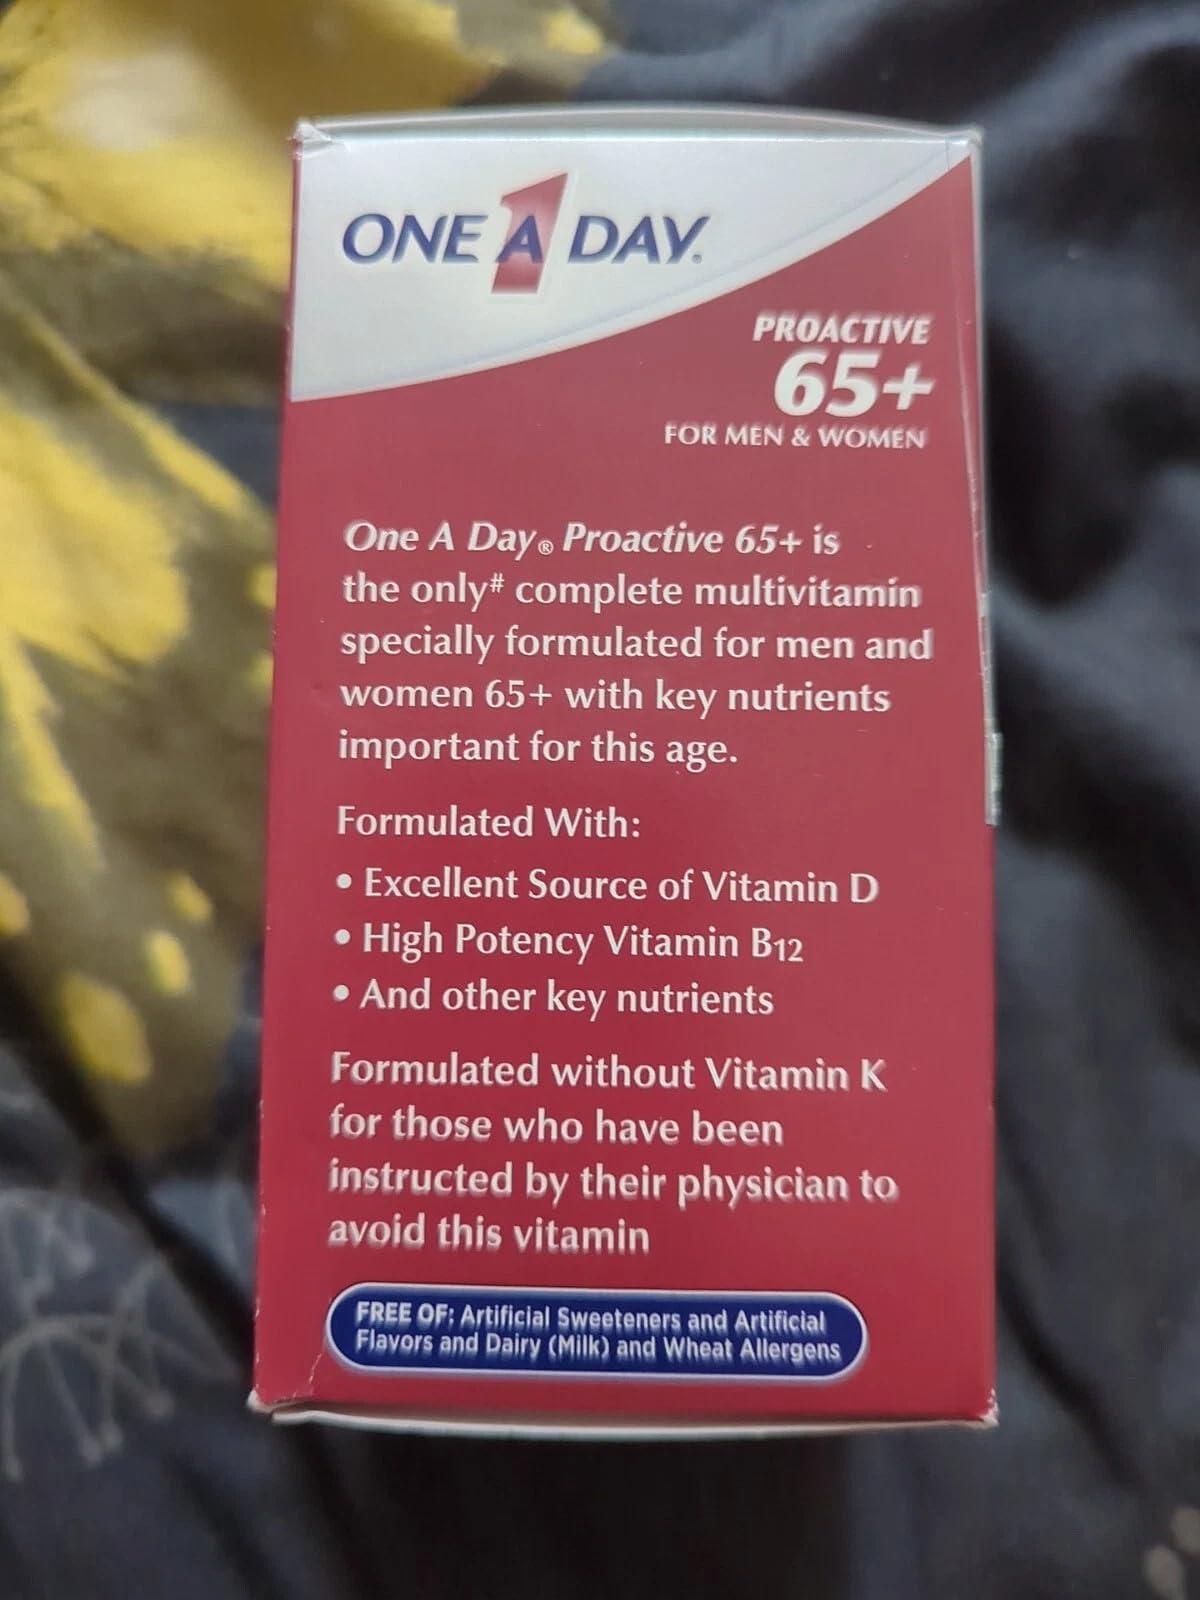 ONE A DAY®
1
PROACTIVE
65+
FOR MEN & WOMEN
One A Day® Proactive 65+ is
the only# complete multivitamin
specially formulated for men and
women 65+ with key nutrients
important for this age.
Formulated With:
• Excellent Source of Vitamin D
• High Potency Vitamin B12
• And other key nutrients
Formulated without Vitamin K
for those who have been
instructed by their physician to
avoid this vitamin
FREE OF: Artificial Sweeteners and Artificial
Flavors and Dairy (Milk) and Wheat Allergens